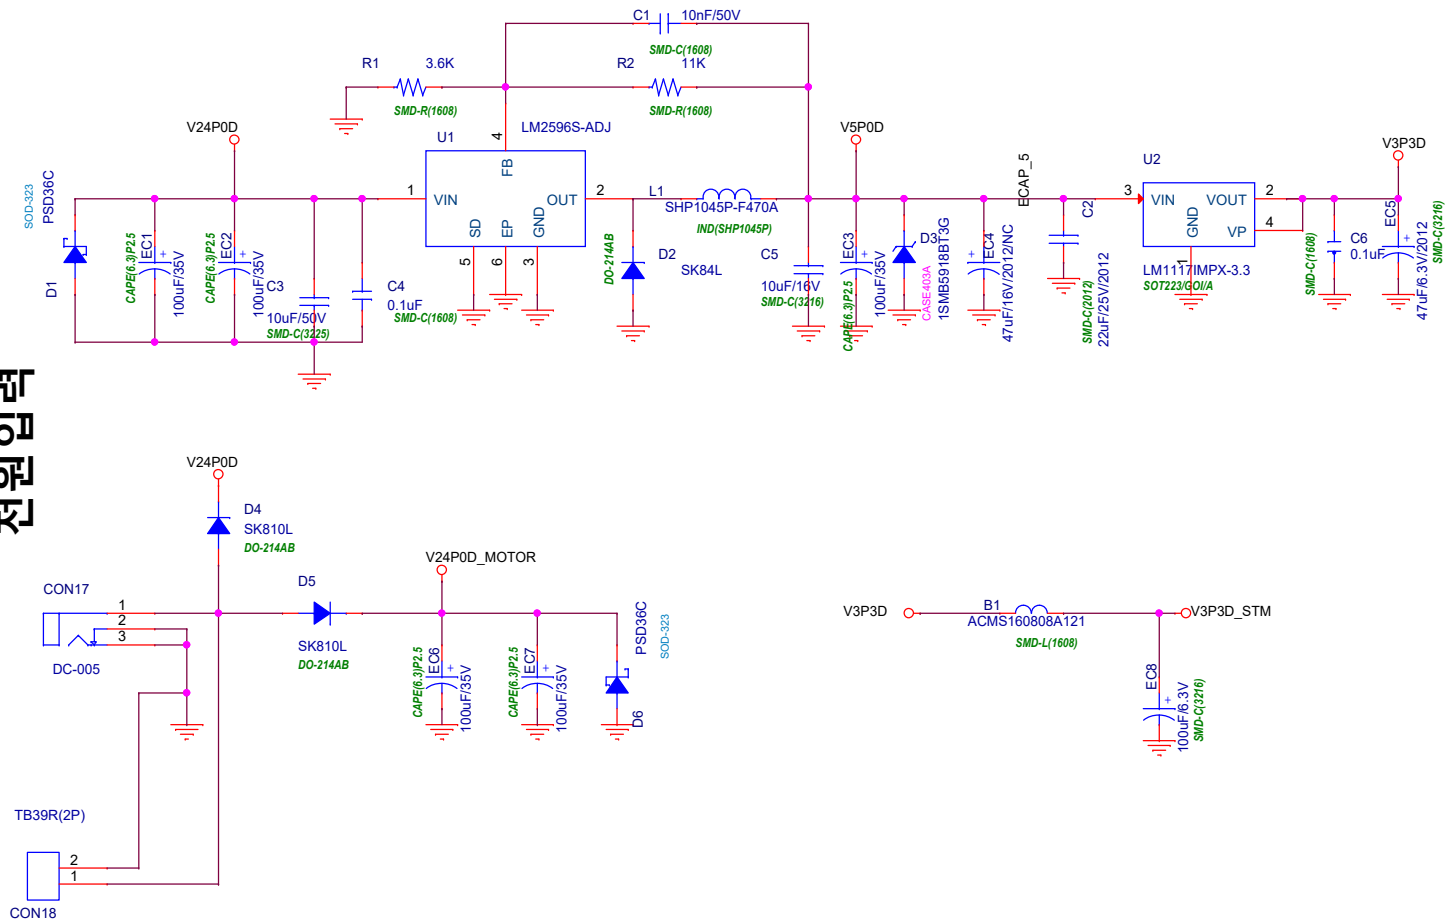 C1
10nF/50V
SMD-C(1608)
R1
3.6K
SMD-R(1608)
R2
11K
SMD-R(1608)
V24P0D
U1
LM2596S-ADJ
4
FB
1
VIN
OUT
2
SD
EP
GND
5
6
3
SOD-323
PSD36C
D1
CAPE(6.3)P2.5
EC1
+
100uF/35V
CAPE(6.3)P2.5
EC2
+
100uF/35V
C3
10uF/50V
SMD-C(3225)
C4
0.1uF
SMD-C(1608)
L1
SHP1045P-F470A
IND(SHP1045P)
DO-214AB
D2
SK84L
C5
10uF/16V
SMD-C(3216)
V5P0D
CAPE(6.3)P2.5
EC3
+
100uF/35V
D3
CASE403A
1SMB5918BT3G
+
EC4
47uF/16V/2012/NC
ECAP_5
C2
SMD-C(2012)
22uF/25V/2012
U2
3
VIN
VOUT
2
GND
VP
4
1
LM1117IMPX-3.3
SOT223/GOI/A
V3P3D
SMD-C(1608)
C6
0.1uF
EC5
+
47uF/6.3V/2012
SMD-C(3216)
전원입력
V24P0D
D4
SK810L
DO-214AB
CON17
1
2
3
DC-005
D5
SK810L
DO-214AB
V24P0D_MOTOR
CAPE(6.3)P2.5
EC6
+
100uF/35V
CAPE(6.3)P2.5
EC7
+
100uF/35V
PSD36C
SOD-323
D6
V3P3D
B1
ACMS160808A121
SMD-L(1608)
V3P3D_STM
EC8
+
100uF/6.3V
SMD-C(3216)
TB39R(2P)
2
1
CON18